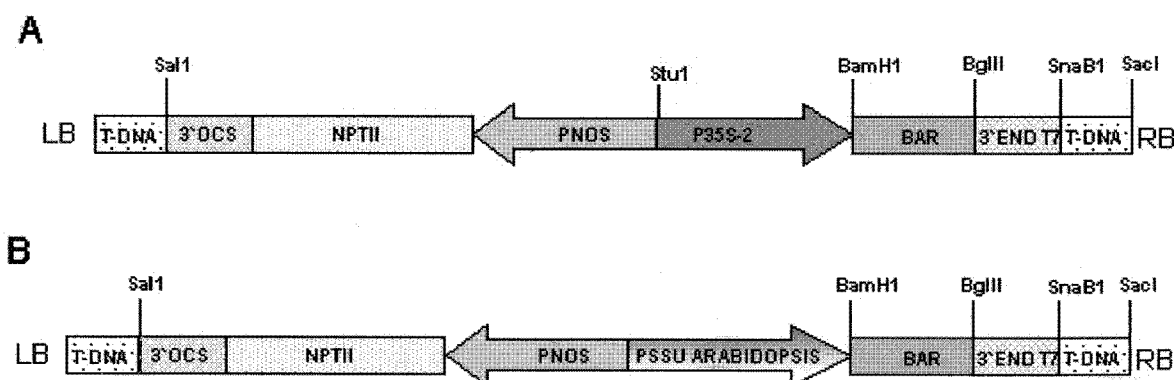 A
Sal1 Stu1 BamH1 BglII SnaB1 SacI
LB T-DNA 3`OCS NPTII PNOS P35S-2 BAR 3`END T7 T-DNA RB
B
Sal1 BamH1 BglII SnaB1 SacI
LB T-DNA 3`OCS NPTII PNOS PSSU ARABIDOPSIS BAR 3`END T7 T-DNA RB